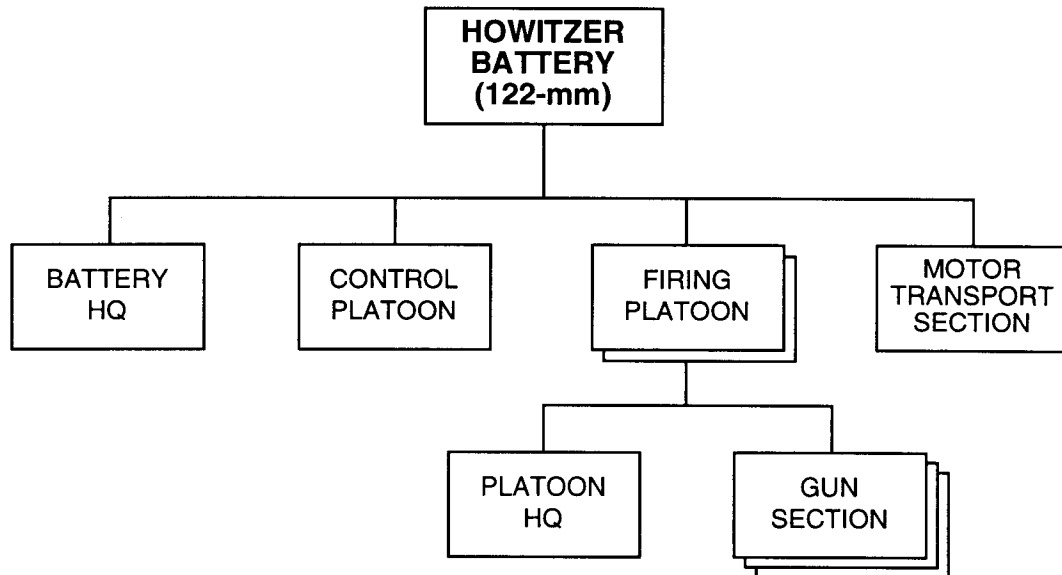 HOWITZER
BATTERY
(122-mm)
BATTERY
HQ
CONTROL
PLATOON
FIRING
PLATOON
MOTOR
TRANSPORT
SECTION
PLATOON
HQ
GUN
SECTION